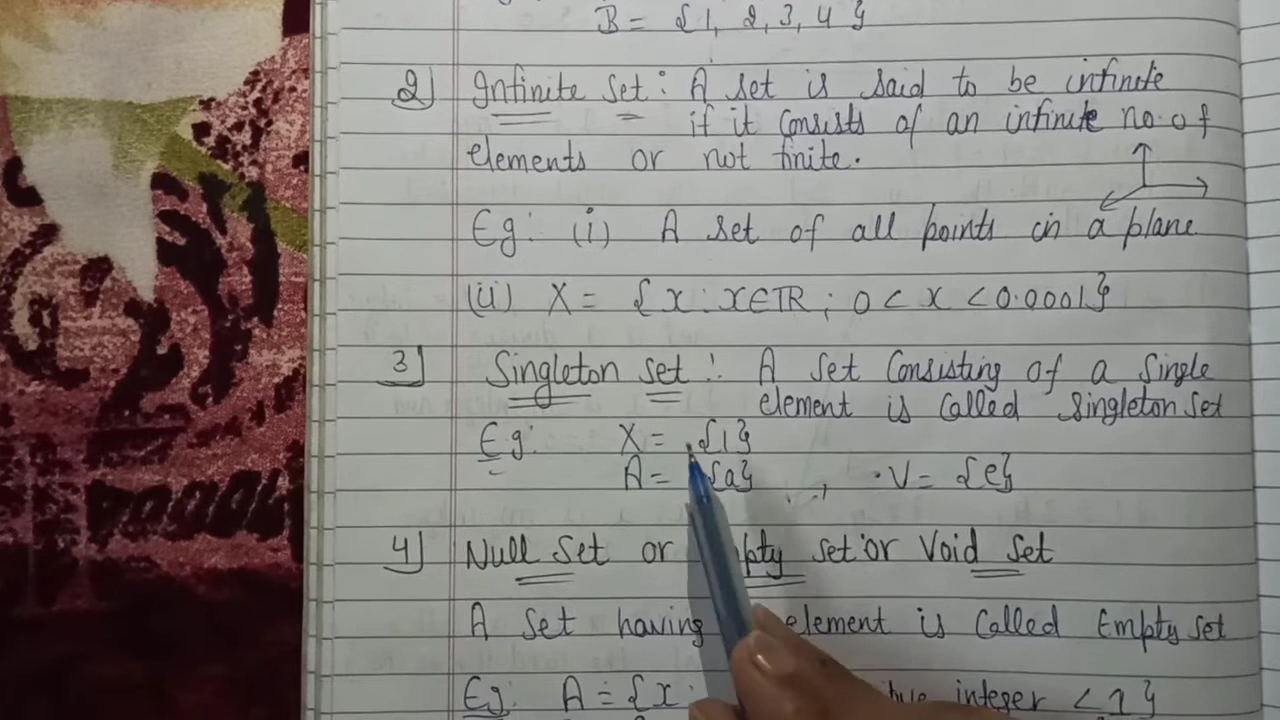 B = {1, 2, 3, 4}
2) Infinite Set : A set is said to be infinite
if it consists of an infinite no. of
elements or not finite.
Eg: (i) A set of all points in a plane
(ii) X = {x : x∈ℝ ; 0 < x < 0.0001}
3) Singleton set : A set Consisting of a Single
element is Called Singleton set
Eg: X = {1}
A = {a} , V = {e}
4) Null Set or set or Void Set
A Set having element is Called Empty set
Eg: A = {x : integer < 1}